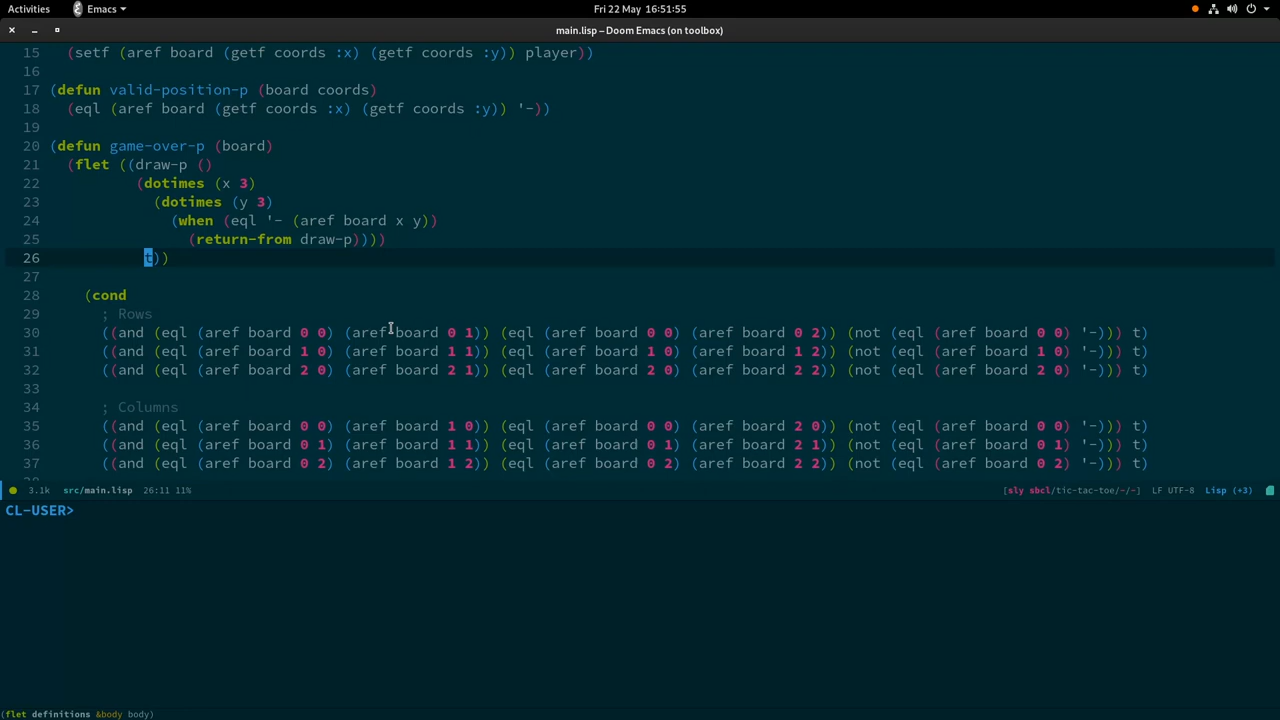 Activities Emacs Fri 22 May 16:51:55
main.lisp – Doom Emacs (on toolbox)
15 (setf (aref board (getf coords :x) (getf coords :y)) player))
16
17 (defun valid-position-p (board coords)
18 (eql (aref board (getf coords :x) (getf coords :y)) '-))
19
20 (defun game-over-p (board)
21 (flet ((draw-p ()
22 (dotimes (x 3)
23 (dotimes (y 3)
24 (when (eql '- (aref board x y))
25 (return-from draw-p))))
26 t))
27
28 (cond
29 ; Rows
30 ((and (eql (aref board 0 0) (aref board 0 1)) (eql (aref board 0 0) (aref board 0 2)) (not (eql (aref board 0 0) '-))) t)
31 ((and (eql (aref board 1 0) (aref board 1 1)) (eql (aref board 1 0) (aref board 1 2)) (not (eql (aref board 1 0) '-))) t)
32 ((and (eql (aref board 2 0) (aref board 2 1)) (eql (aref board 2 0) (aref board 2 2)) (not (eql (aref board 2 0) '-))) t)
33
34 ; Columns
35 ((and (eql (aref board 0 0) (aref board 1 0)) (eql (aref board 0 0) (aref board 2 0)) (not (eql (aref board 0 0) '-))) t)
36 ((and (eql (aref board 0 1) (aref board 1 1)) (eql (aref board 0 1) (aref board 2 1)) (not (eql (aref board 0 1) '-))) t)
37 ((and (eql (aref board 0 2) (aref board 1 2)) (eql (aref board 0 2) (aref board 2 2)) (not (eql (aref board 0 2) '-))) t)
3.1k src/main.lisp 26:11 11% [sly sbcl/tic-tac-toe/-/-] LF UTF-8 Lisp (+3)
CL-USER>
(flet definitions &body body)